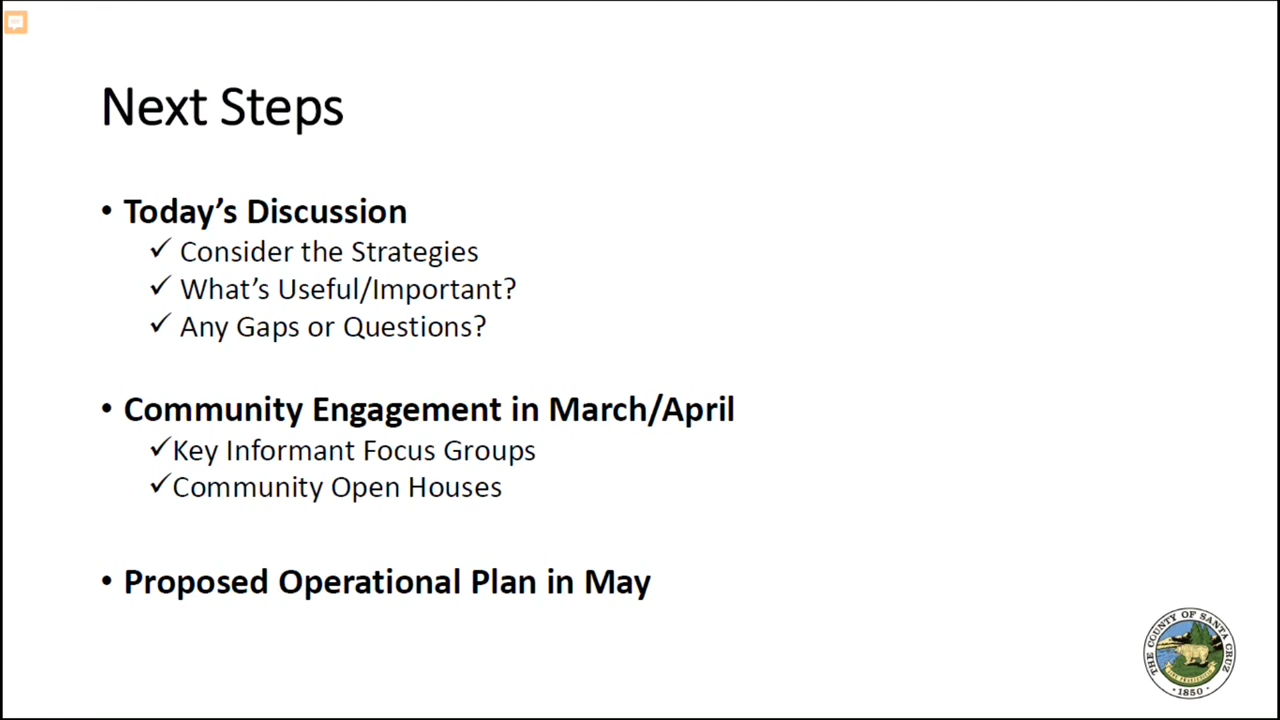 Next Steps
• Today’s Discussion
✓ Consider the Strategies
✓ What’s Useful/Important?
✓ Any Gaps or Questions?
• Community Engagement in March/April
✓Key Informant Focus Groups
✓Community Open Houses
• Proposed Operational Plan in May
THE COUNTY OF SANTA CRUZ
· 1850 ·